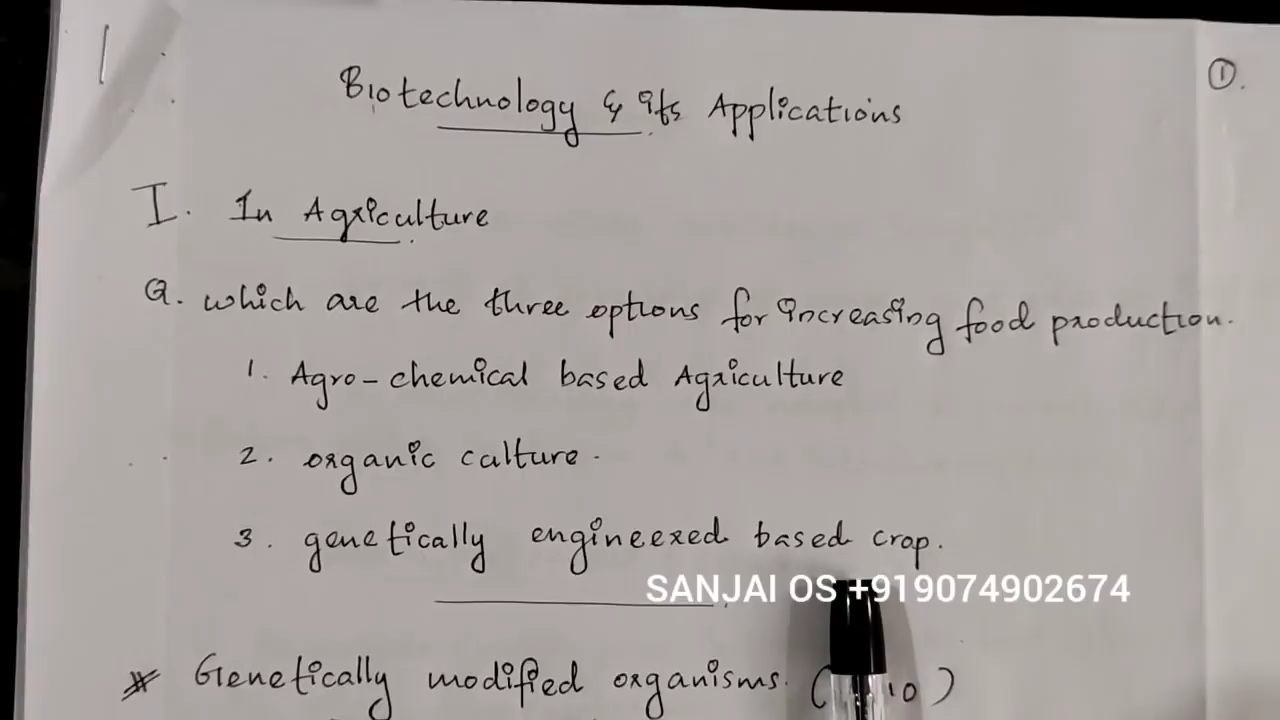 ①.
Biotechnology & its Applications
I. In Agriculture
Q. which are the three options for increasing food production.
1. Agro-chemical based Agriculture
2. organic culture.
3. genetically engineered based crop.
SANJAI OS +919074902674
* Genetically modified organisms.